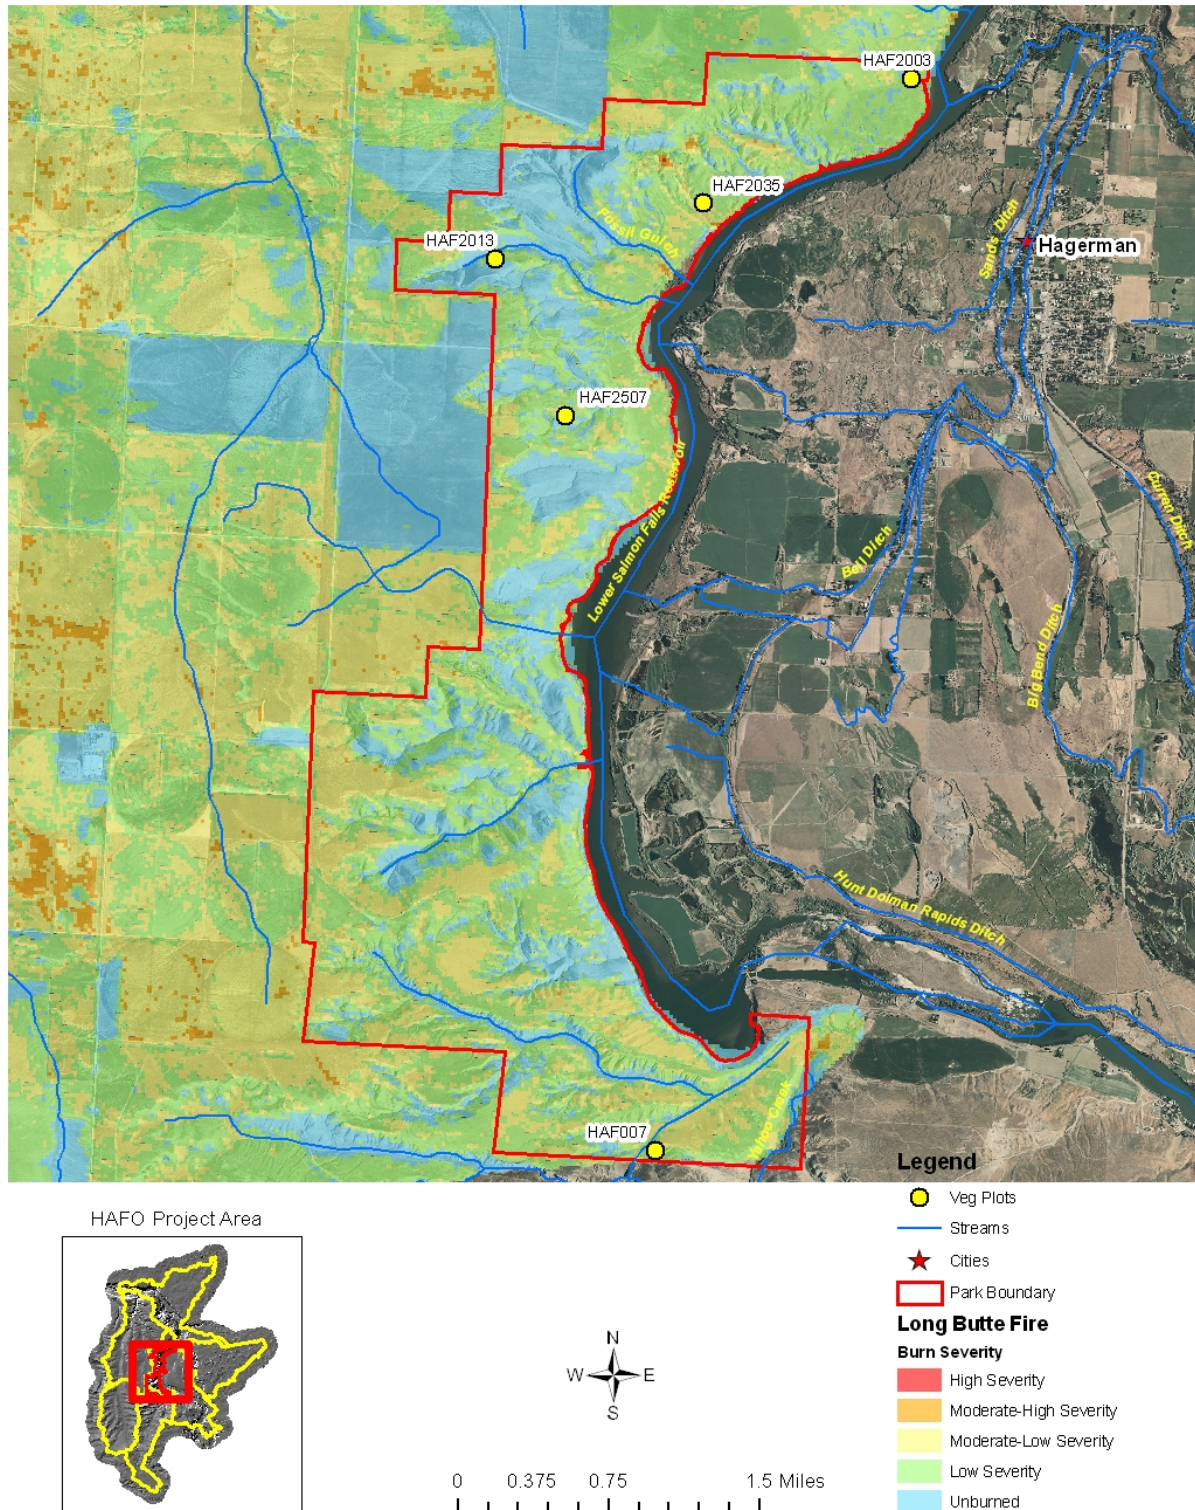 HAF2003
HAF2035
Fossil Gulch
HAF2013
Sands Ditch
Hagerman
HAF2507
Lower Salmon Falls Reservoir
Curren Ditch
Bell Ditch
Big Bend Ditch
Hunt Dolman Rapids Ditch
Creek
HAF007
Legend
Veg Plots
Streams
Cities
Park Boundary
Long Butte Fire
Burn Severity
High Severity
Moderate-High Severity
Moderate-Low Severity
Low Severity
Unburned
HAFO Project Area
N
W E
S
0 0.375 0.75 1.5 Miles